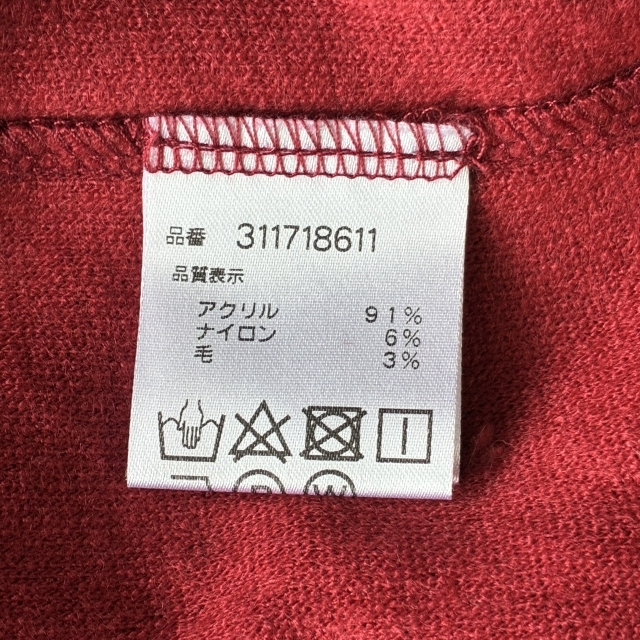 品番 311718611
品質表示
アクリル 91%
ナイロン 6%
毛 3%